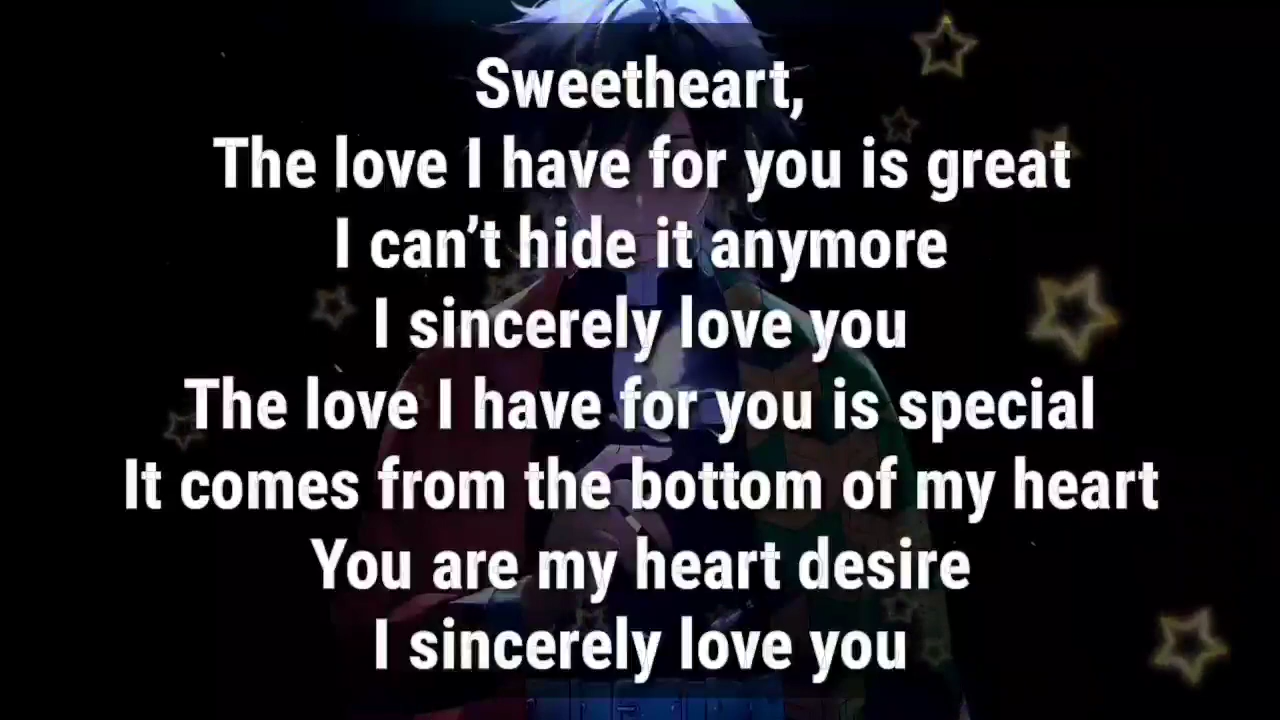 Sweetheart,
The love I have for you is great
I can’t hide it anymore
I sincerely love you
The love I have for you is special
It comes from the bottom of my heart
You are my heart desire
I sincerely love you